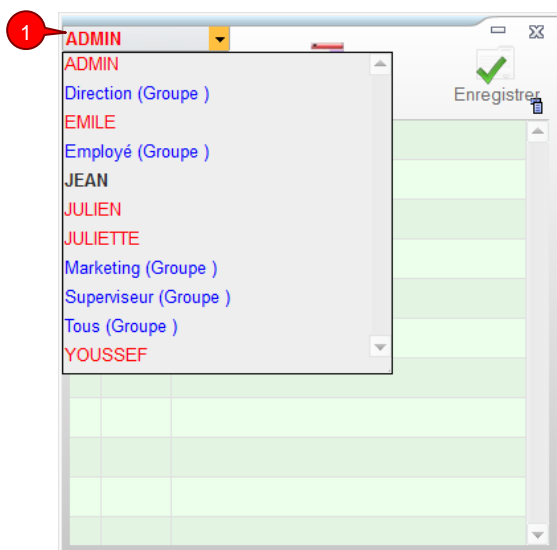 1
ADMIN
ADMIN
Direction (Groupe )
EMILE
Employé (Groupe )
JEAN
JULIEN
JULIETTE
Marketing (Groupe )
Superviseur (Groupe )
Tous (Groupe )
YOUSSEF
Enregistrer